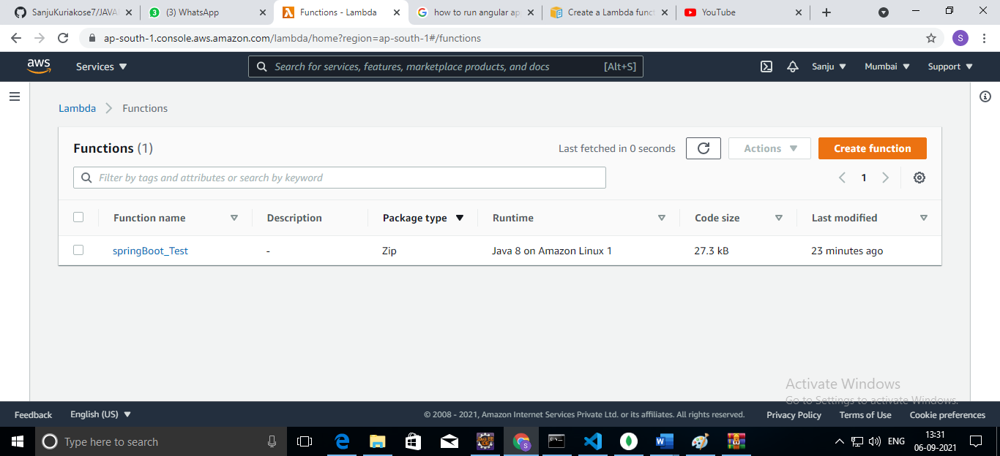 SanjuKuriakose7/JAVA
(3) WhatsApp
Functions - Lambda
how to run angular ap
Create a Lambda funct
YouTube
ap-south-1.console.aws.amazon.com/lambda/home?region=ap-south-1#/functions
S
aws
Services
Search for services, features, marketplace products, and docs
[Alt+S]
Sanju
Mumbai
Support
Lambda
Functions
Functions (1)
Last fetched in 0 seconds
Actions
Create function
Filter by tags and attributes or search by keyword
1
Function name
Description
Package type
Runtime
Code size
Last modified
springBoot_Test
-
Zip
Java 8 on Amazon Linux 1
27.3 kB
23 minutes ago
Activate Windows
Go to Settings to activate Windows.
Feedback
English (US)
© 2008 - 2021, Amazon Internet Services Private Ltd. or its affiliates. All rights reserved.
Privacy Policy
Terms of Use
Cookie preferences
Type here to search
ENG
13:31
06-09-2021